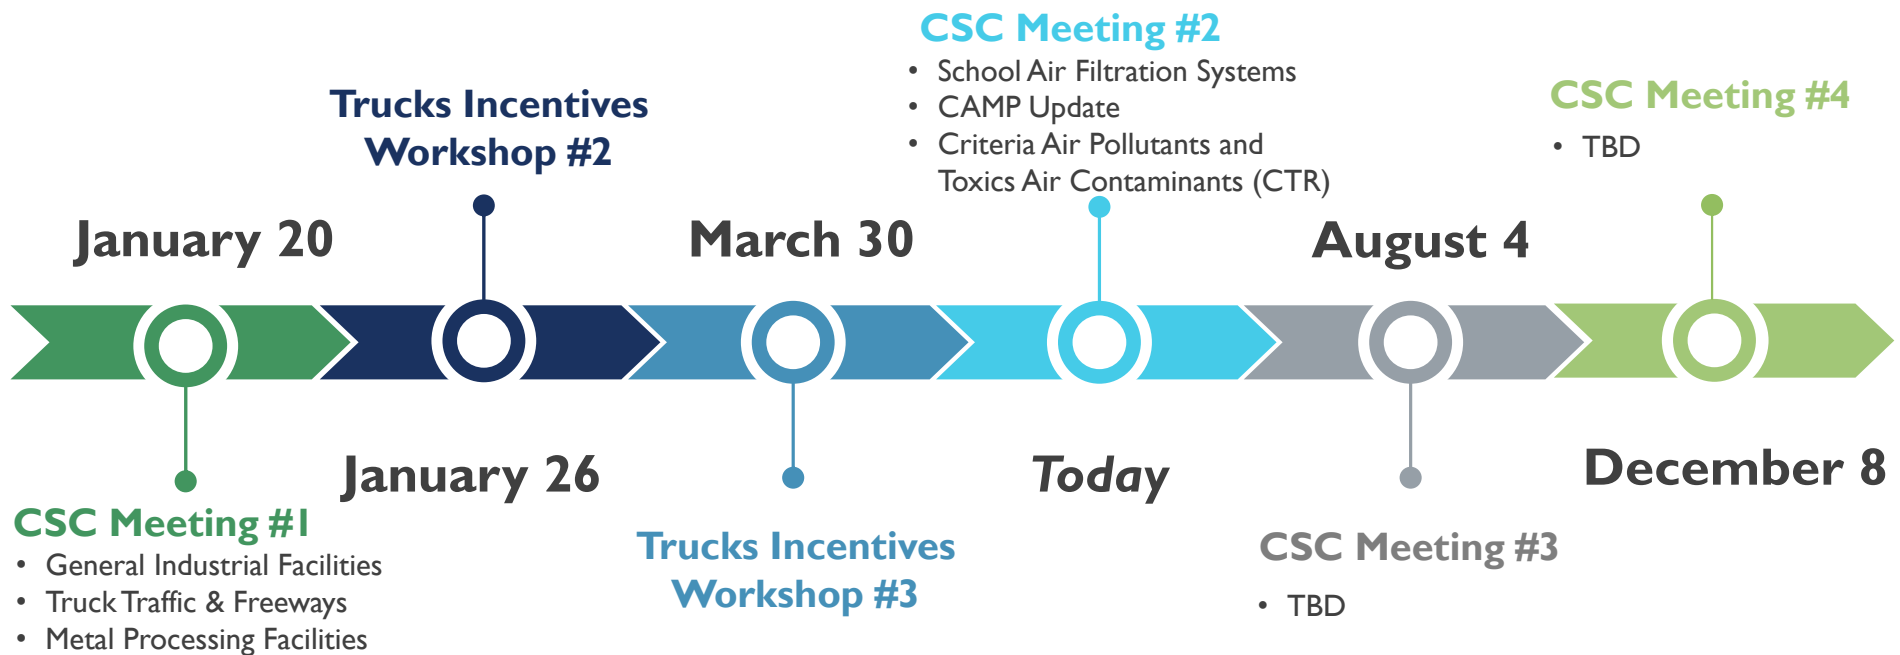 January 20
CSC Meeting #1
• General Industrial Facilities
• Truck Traffic & Freeways
• Metal Processing Facilities
Trucks Incentives
Workshop #2
January 26
March 30
Trucks Incentives
Workshop #3
CSC Meeting #2
• School Air Filtration Systems
• CAMP Update
• Criteria Air Pollutants and
Toxics Air Contaminants (CTR)
Today
August 4
CSC Meeting #3
• TBD
CSC Meeting #4
• TBD
December 8